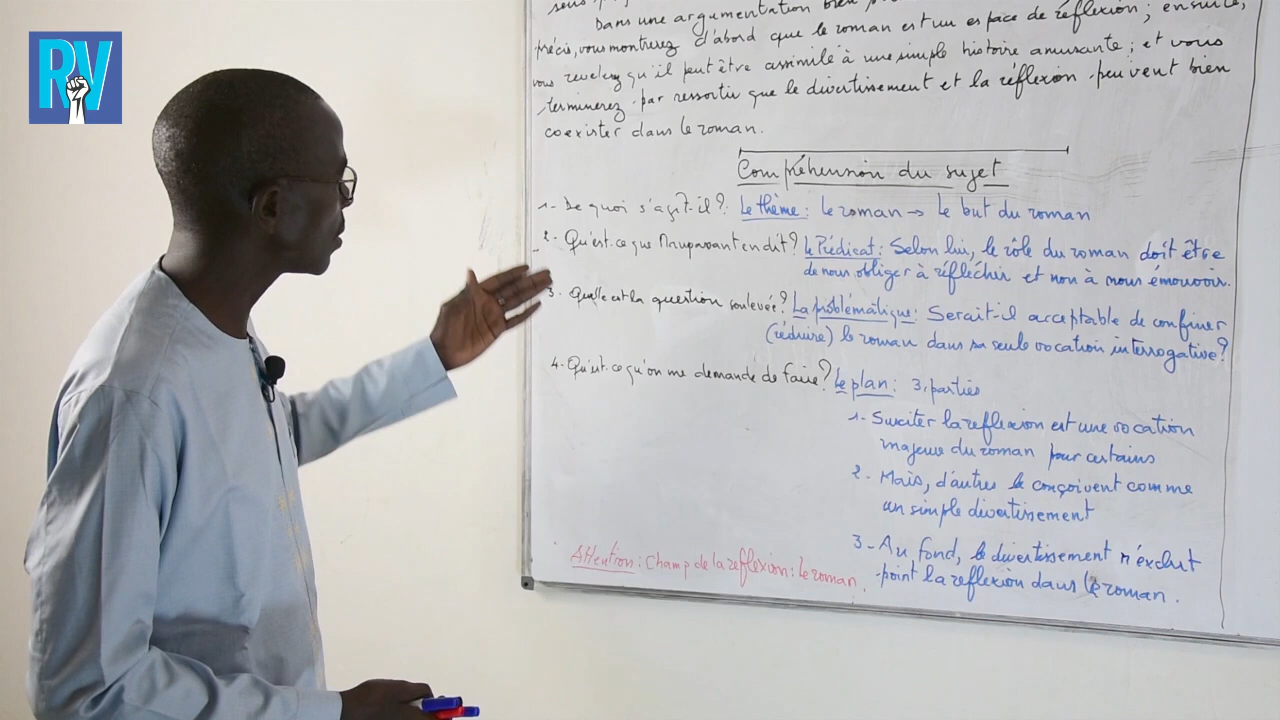 RV
Dans une argumentation bien
précis, vous montrerez d'abord que le roman est un espace de réflexion ; ensuite,
vous revelerez qu'il peut être assimilé à une simple histoire amusante ; et vous
terminerez par ressortir que le divertissement et la réflexion peuvent bien
coexister dans le roman.
Compréhension du sujet
1- De quoi s'agit-il ? Le thème : le roman → le but du roman
2- Qu'est-ce que Maupassant en dit ? Le Prédicat : Selon lui, le rôle du roman doit être
de nous obliger à réfléchir et non à nous émouvoir.
3- Quelle est la question soulevée ? La problématique : Serait-il acceptable de confiner
(réduire) le roman dans sa seule vocation interrogative ?
4- Qu'est-ce qu'on me demande de faire ? Le plan : 3 parties
1- Susciter la reflexion est une vocation
majeure du roman pour certains
2- Mais, d'autres le conçoivent comme
un simple divertissement
3- Au fond, le divertissement n'exclut
point la reflexion dans le roman.
Attention : Champ de la reflexion : le roman.